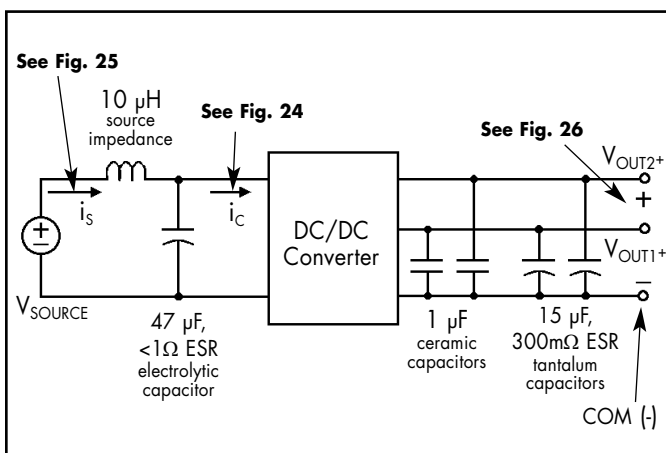 See Fig. 25
10 µH
source
impedance
See Fig. 24
See Fig. 26
VOUT2+
+
iS
iC
DC/DC
Converter
VOUT1+
+
−
−
VSOURCE
47 µF,
<1Ω ESR
electrolytic
capacitor
1 µF
ceramic
capacitors
15 µF,
300mΩ ESR
tantalum
capacitors
COM (-)